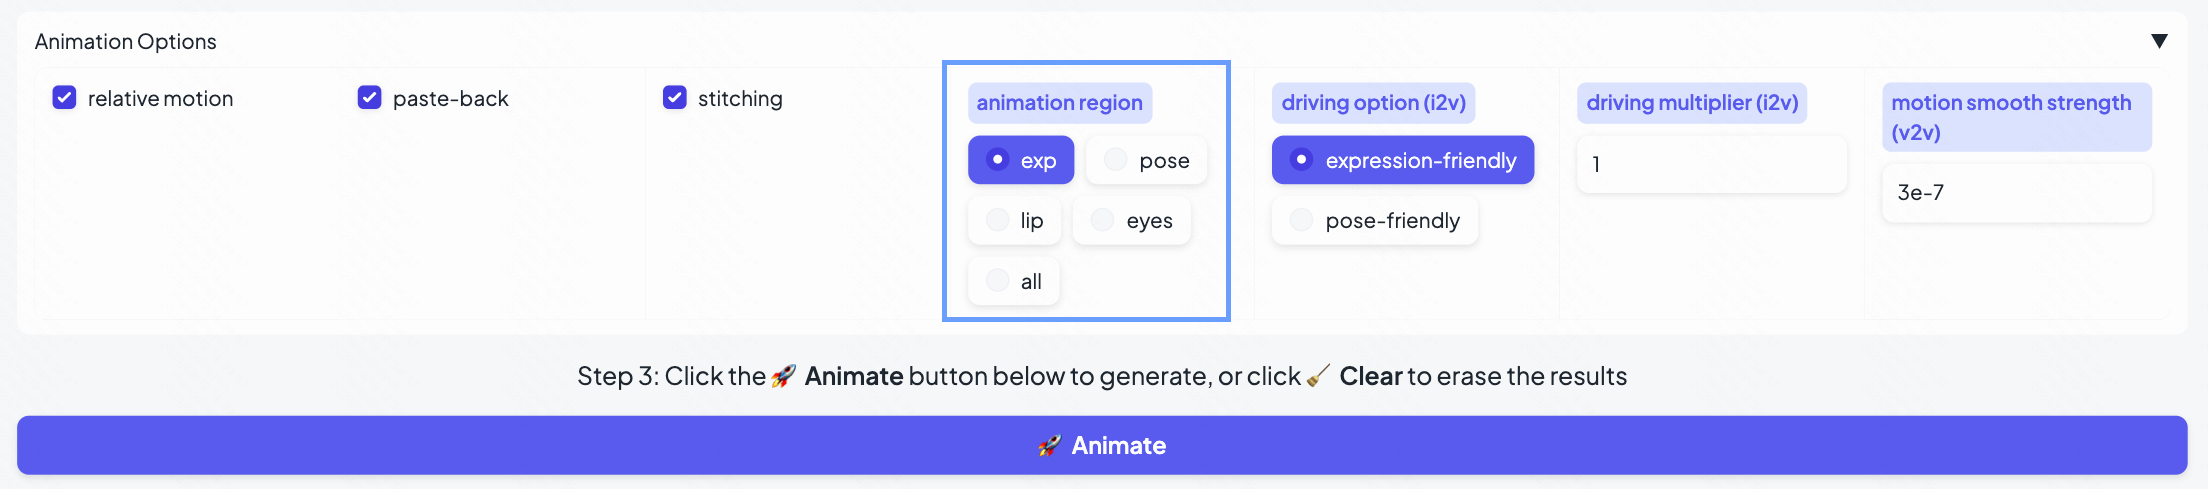 Animation Options
▼
relative motion
paste-back
stitching
animation region
exp
pose
lip
eyes
all
driving option (i2v)
expression-friendly
pose-friendly
driving multiplier (i2v)
1
motion smooth strength
(v2v)
3e-7
Step 3: Click the 🚀 Animate button below to generate, or click 🧹 Clear to erase the results
🚀 Animate